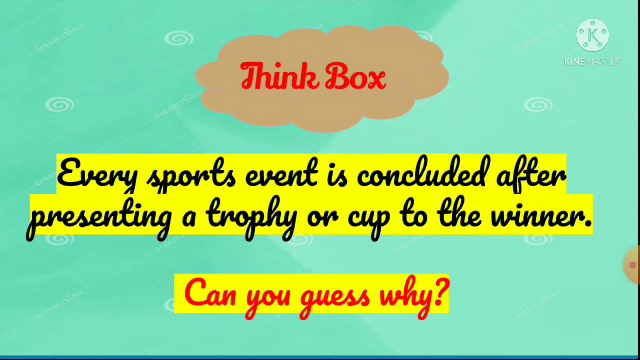 Think Box
KINEMASTER
Every sports event is concluded after
presenting a trophy or cup to the winner.
Can you guess why?